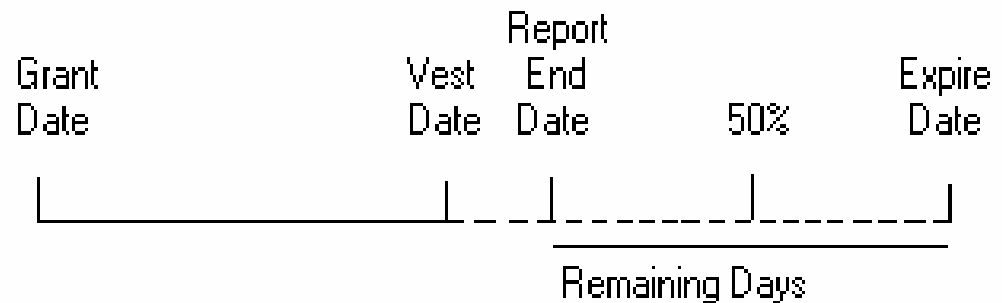 Grant
Date
Vest
Date
Report
End
Date
50%
Expire
Date
Remaining Days